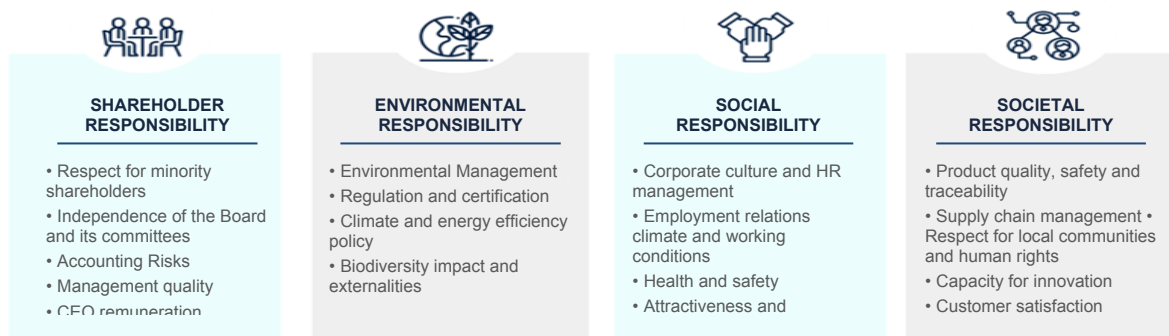 SHAREHOLDER
RESPONSIBILITY
• Respect for minority
shareholders
• Independence of the Board
and its committees
• Accounting Risks
• Management quality
• CEO remuneration
ENVIRONMENTAL
RESPONSIBILITY
• Environmental Management
• Regulation and certification
• Climate and energy efficiency
policy
• Biodiversity impact and
externalities
SOCIAL
RESPONSIBILITY
• Corporate culture and HR
management
• Employment relations
climate and working
conditions
• Health and safety
• Attractiveness and
SOCIETAL
RESPONSIBILITY
• Product quality, safety and
traceability
• Supply chain management •
Respect for local communities
and human rights
• Capacity for innovation
• Customer satisfaction